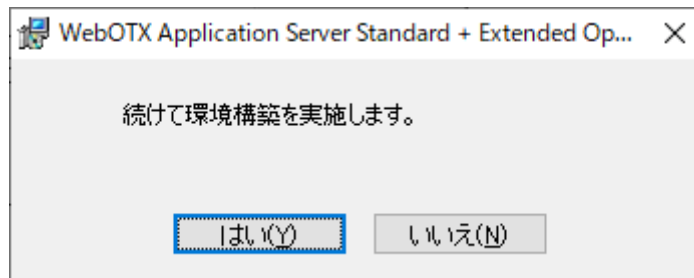 WebOTX Application Server Standard + Extended Op...
続けて環境構築を実施します。
はい(Y)
いいえ(N)